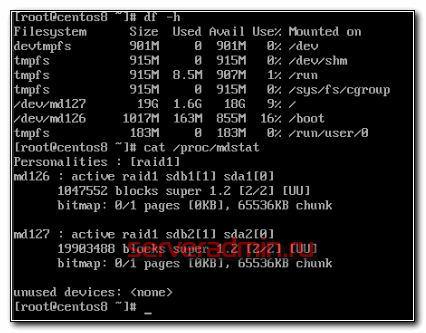 [root@centos8 ]# df -h
Filesystem      Size  Used Avail Use% Mounted on
devtmpfs        901M     0  901M   0% /dev
tmpfs           915M     0  915M   0% /dev/shm
tmpfs           915M  8.5M  907M   1% /run
tmpfs           915M     0  915M   0% /sys/fs/cgroup
/dev/md127       19G  1.6G   18G   9% /
/dev/md126     1017M  163M  855M  16% /boot
tmpfs           183M     0  183M   0% /run/user/0
[root@centos8 ]# cat /proc/mdstat
Personalities : [raid1]
md126 : active raid1 sdb1[1] sda1[0]
      1047552 blocks super 1.2 [2/2] [UU]
      bitmap: 0/1 pages [0KB], 65536KB chunk
md127 : active raid1 sdb2[1] sda2[0]
      19903488 blocks super 1.2 [2/2] [UU]
serveradmin.ru
      bitmap: 0/1 pages [0KB], 65536KB chunk
unused devices: <none>
[root@centos8 ]# _